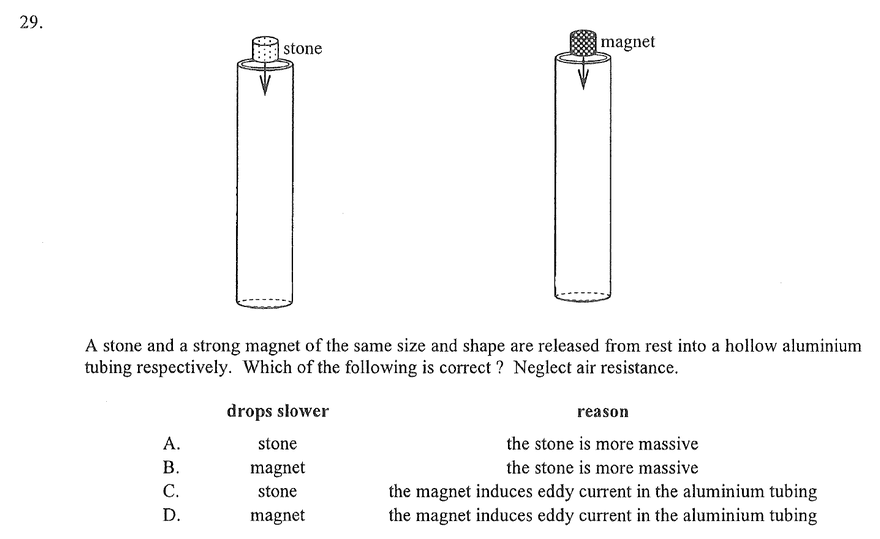 29.
stone
magnet
A stone and a strong magnet of the same size and shape are released from rest into a hollow aluminium
tubing respectively. Which of the following is correct ? Neglect air resistance.
drops slower reason
A. stone the stone is more massive
B. magnet the stone is more massive
C. stone the magnet induces eddy current in the aluminium tubing
D. magnet the magnet induces eddy current in the aluminium tubing